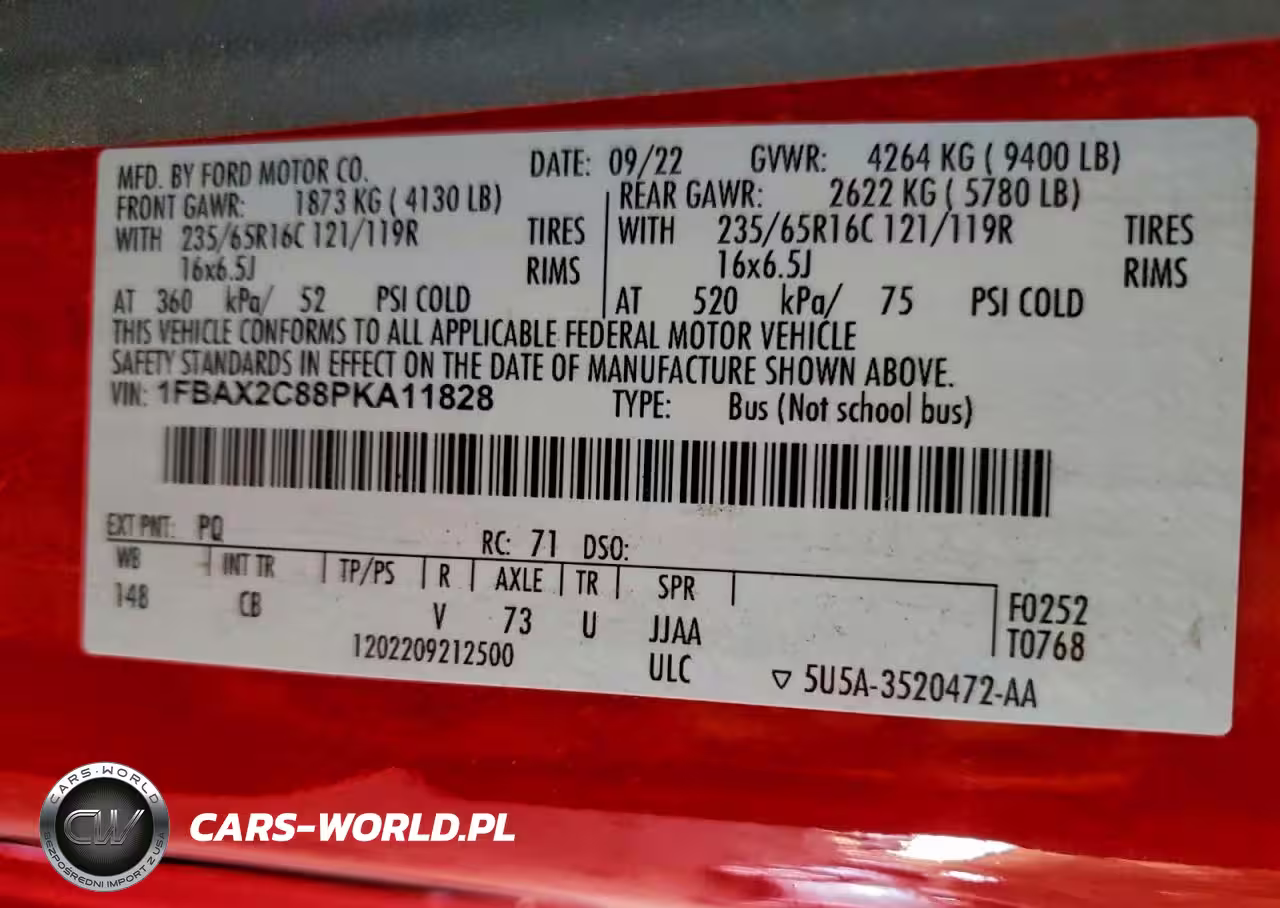 MFD. BY FORD MOTOR CO. DATE: 09/22 GVWR: 4264 KG ( 9400 LB)
FRONT GAWR: 1873 KG ( 4130 LB) REAR GAWR: 2622 KG ( 5780 LB)
WITH 235/65R16C 121/119R TIRES WITH 235/65R16C 121/119R TIRES
16x6.5J RIMS 16x6.5J RIMS
AT 360 kPa/ 52 PSI COLD AT 520 kPa/ 75 PSI COLD
THIS VEHICLE CONFORMS TO ALL APPLICABLE FEDERAL MOTOR VEHICLE
SAFETY STANDARDS IN EFFECT ON THE DATE OF MANUFACTURE SHOWN ABOVE.
VIN: 1FBAX2C88PKA11828 TYPE: Bus (Not school bus)
EXT PNT: PQ RC: 71 DSO:
WB INT TR TP/PS R AXLE TR SPR
148 CB V 73 U JJAA
F0252
T0768
1202209212500 ULC ▽ 5U5A-3520472-AA
CARS-WORLD
CW
BEZPOŚREDNI IMPORT Z USA
CARS-WORLD.PL